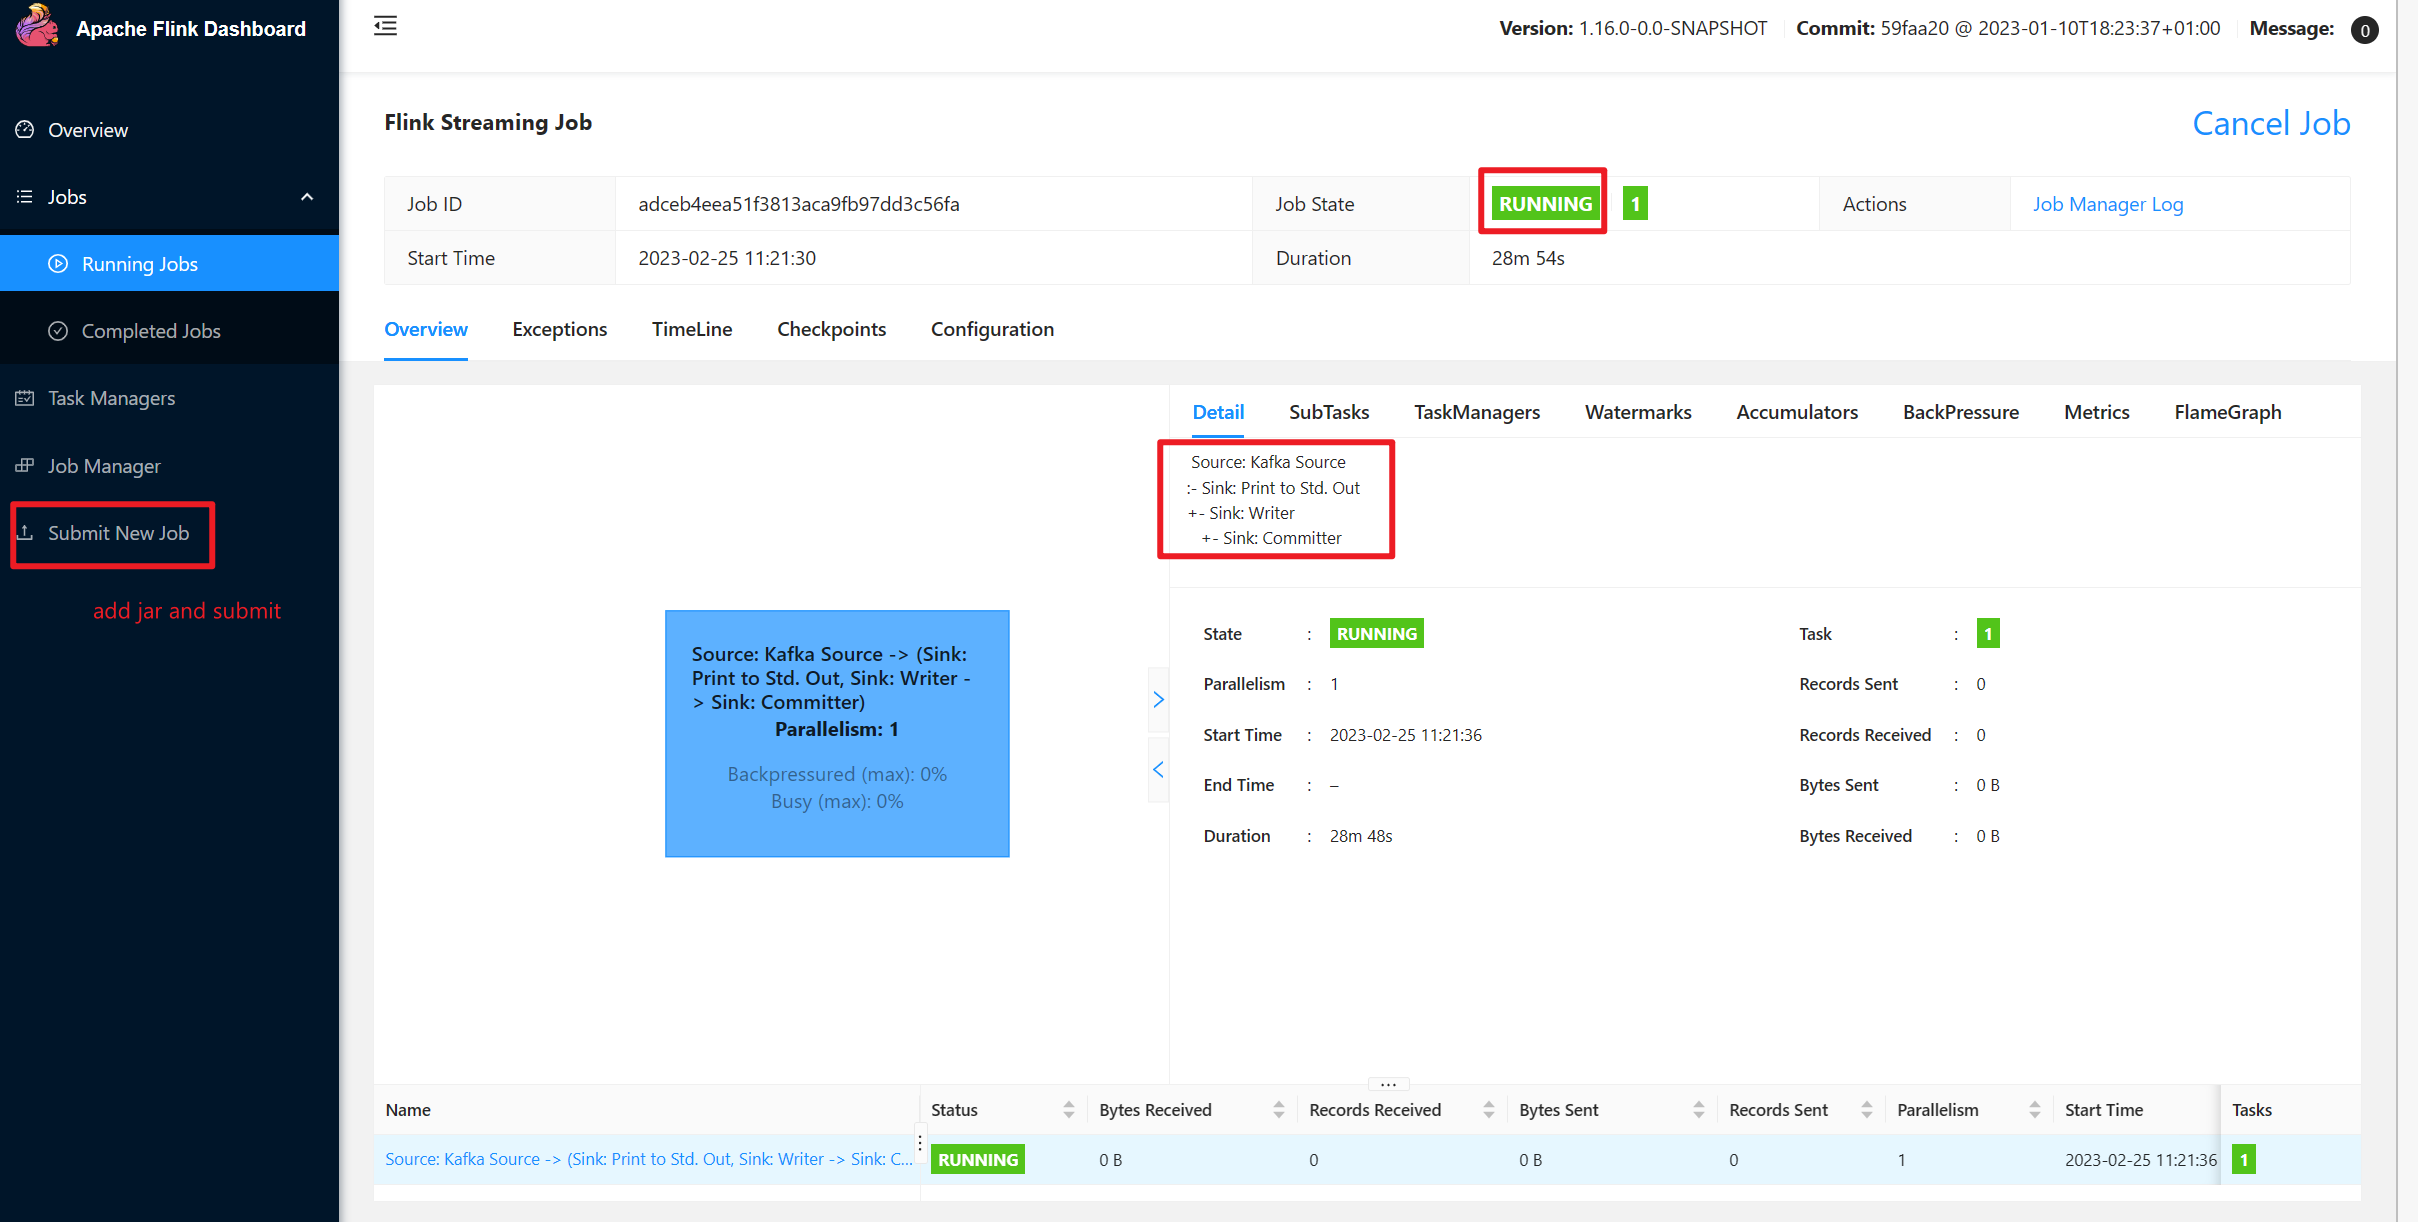 Apache Flink Dashboard
Version: 1.16.0-0.0-SNAPSHOT Commit: 59faa20 @ 2023-01-10T18:23:37+01:00 Message: 0
Overview
Jobs
Running Jobs
Completed Jobs
Task Managers
Job Manager
Submit New Job
add jar and submit
Flink Streaming Job
Cancel Job
Job ID adceb4eea51f3813aca9fb97dd3c56fa Job State RUNNING 1 Actions Job Manager Log
Start Time 2023-02-25 11:21:30 Duration 28m 54s
Overview Exceptions TimeLine Checkpoints Configuration
Source: Kafka Source -> (Sink:
Print to Std. Out, Sink: Writer -
> Sink: Committer)
Parallelism: 1
Backpressured (max): 0%
Busy (max): 0%
Detail SubTasks TaskManagers Watermarks Accumulators BackPressure Metrics FlameGraph
Source: Kafka Source
:- Sink: Print to Std. Out
+- Sink: Writer
+- Sink: Committer
State : RUNNING Task : 1
Parallelism : 1 Records Sent : 0
Start Time : 2023-02-25 11:21:36 Records Received : 0
End Time : – Bytes Sent : 0 B
Duration : 28m 48s Bytes Received : 0 B
Name Status Bytes Received Records Received Bytes Sent Records Sent Parallelism Start Time Tasks
Source: Kafka Source -> (Sink: Print to Std. Out, Sink: Writer -> Sink: C... RUNNING 0 B 0 0 B 0 1 2023-02-25 11:21:36 1